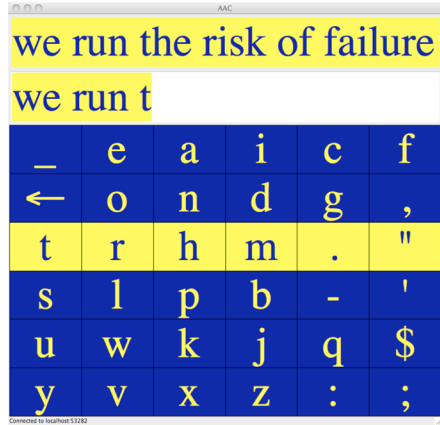 AAC
we run the risk of failure
we run t
_ e a i c f
← o n d g ,
t r h m . "
s l p b - '
u w k j q $
y v x z : ;
Connected to localhost:53282